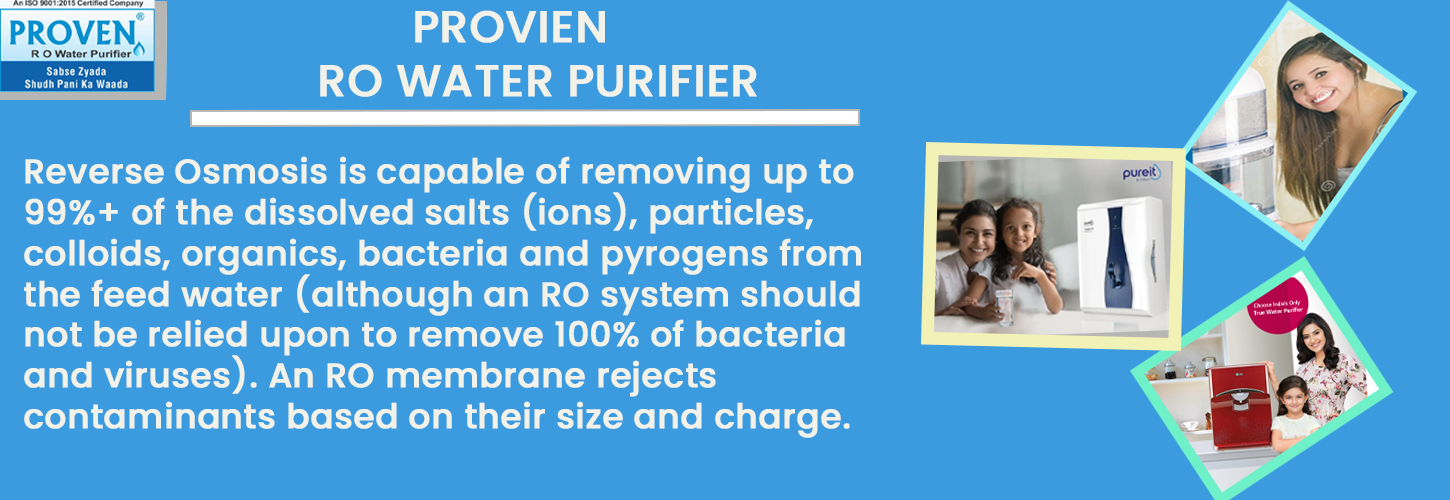 An ISO 9001:2015 Certified Company
PROVEN®
R O Water Purifier
Sabse Zyada
Shudh Pani Ka Waada
PROVIEN
RO WATER PURIFIER
Reverse Osmosis is capable of removing up to
99%+ of the dissolved salts (ions), particles,
colloids, organics, bacteria and pyrogens from
the feed water (although an RO system should
not be relied upon to remove 100% of bacteria
and viruses). An RO membrane rejects
contaminants based on their size and charge.
pureit
Choose India's Only
True Water Purifier